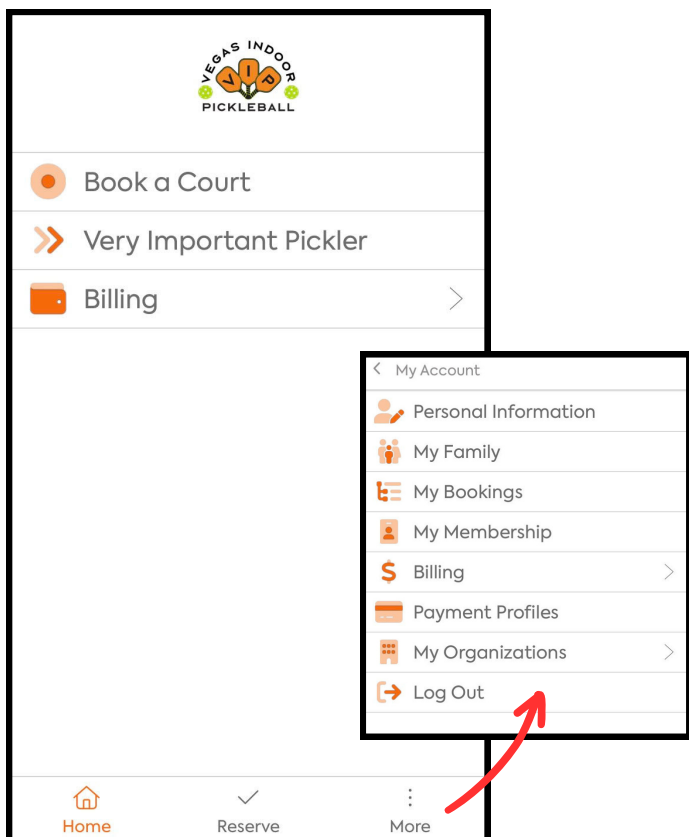 VEGAS INDOOR
VIP
PICKLEBALL
Book a Court
Very Important Pickler
Billing
My Account
Personal Information
My Family
My Bookings
My Membership
Billing
Payment Profiles
My Organizations
Log Out
Home
Reserve
More